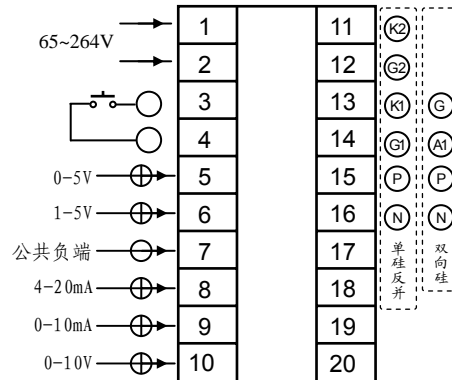 65~264V
0-5V
1-5V
公共负端
4-20mA
0-10mA
0-10V
1 11 K2
2 12 G2
3 13 K1 G
4 14 G1 A1
5 15 P P
6 16 N N
7 17
8 18
9 19
10 20
单硅反并
双向硅